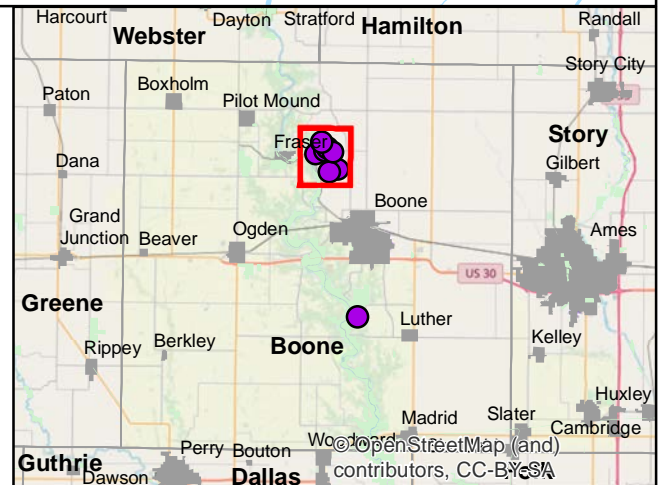 Harcourt
Dayton
Stratford
Hamilton
Randall
Webster
Story City
Boxholm
Paton
Pilot Mound
Story
Fraser
Gilbert
Dana
Boone
Grand
Junction
Beaver
Ogden
Ames
US 30
Greene
Luther
Kelley
Rippey
Berkley
Boone
Huxley
Madrid
Slater
Cambridge
Guthrie
Perry
Bouton
Dawson
Dallas
© OpenStreetMap (and)
contributors, CC-BY-SA